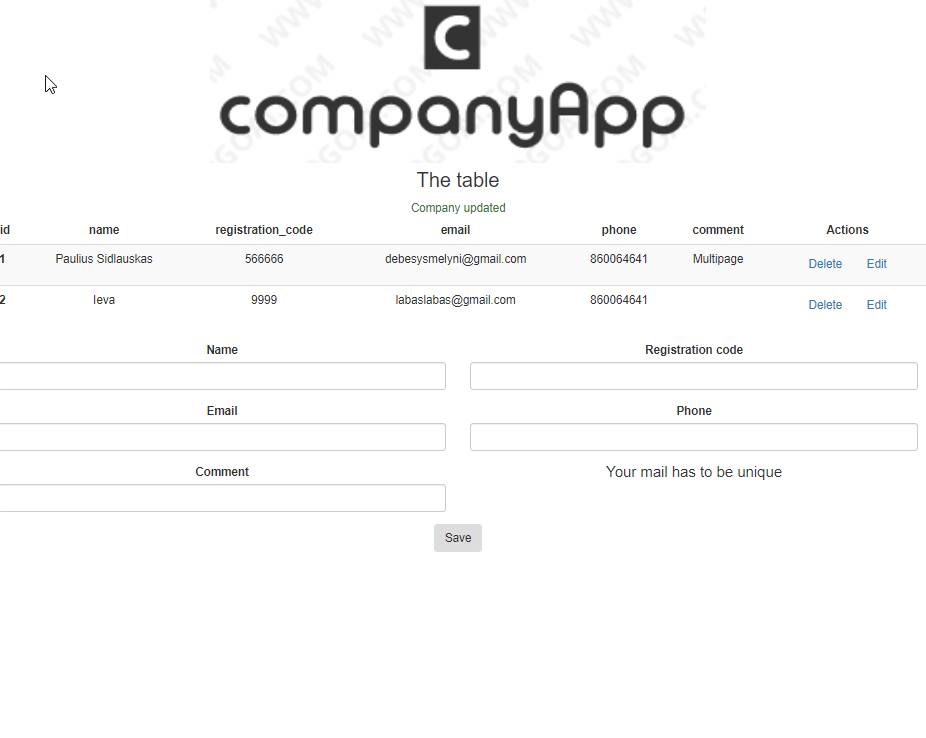 C
companyApp
The table
Company updated
id name registration_code email phone comment Actions
1 Paulius Sidlauskas 566666 debesysmelyni@gmail.com 860064641 Multipage Delete Edit
2 Ieva 9999 labaslabas@gmail.com 860064641 Delete Edit
Name Registration code
Email Phone
Comment Your mail has to be unique
Save